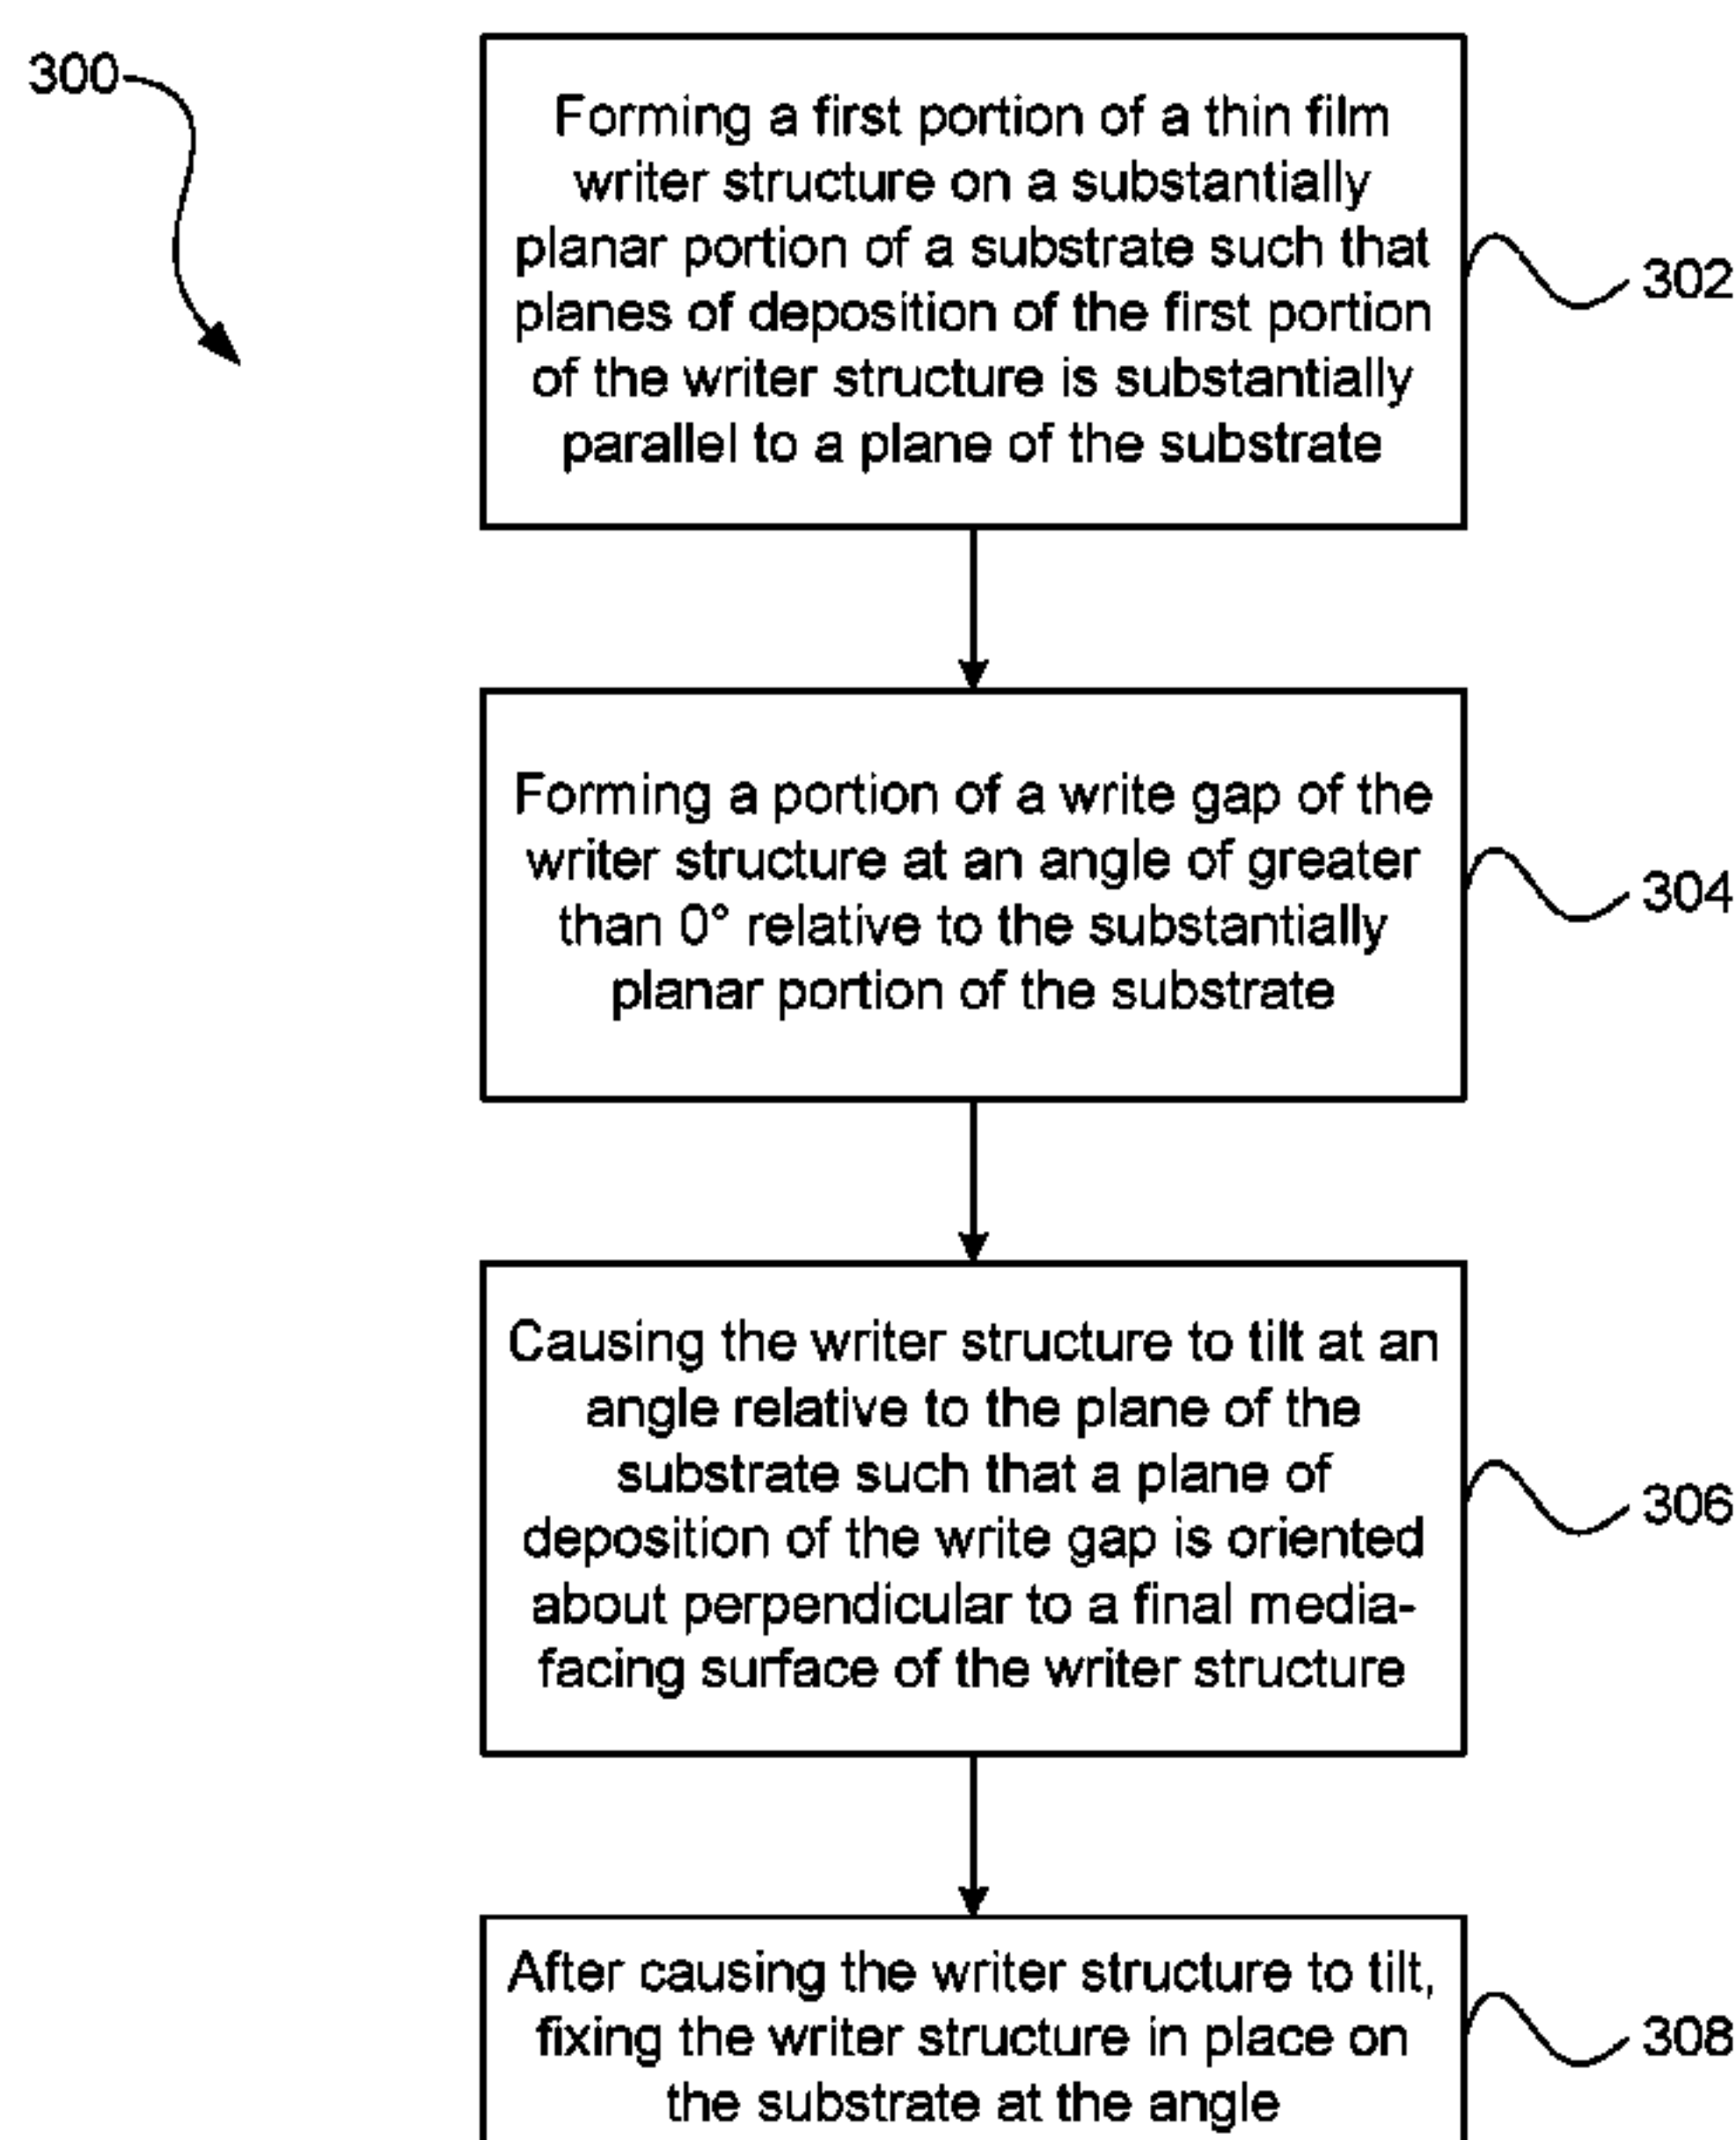 300
Forming a first portion of a thin film
writer structure on a substantially
planar portion of a substrate such that
planes of deposition of the first portion
of the writer structure is substantially
parallel to a plane of the substrate
302
Forming a portion of a write gap of the
writer structure at an angle of greater
than 0° relative to the substantially
planar portion of the substrate
304
Causing the writer structure to tilt at an
angle relative to the plane of the
substrate such that a plane of
deposition of the write gap is oriented
about perpendicular to a final media-
facing surface of the writer structure
306
After causing the writer structure to tilt,
fixing the writer structure in place on
the substrate at the angle
308